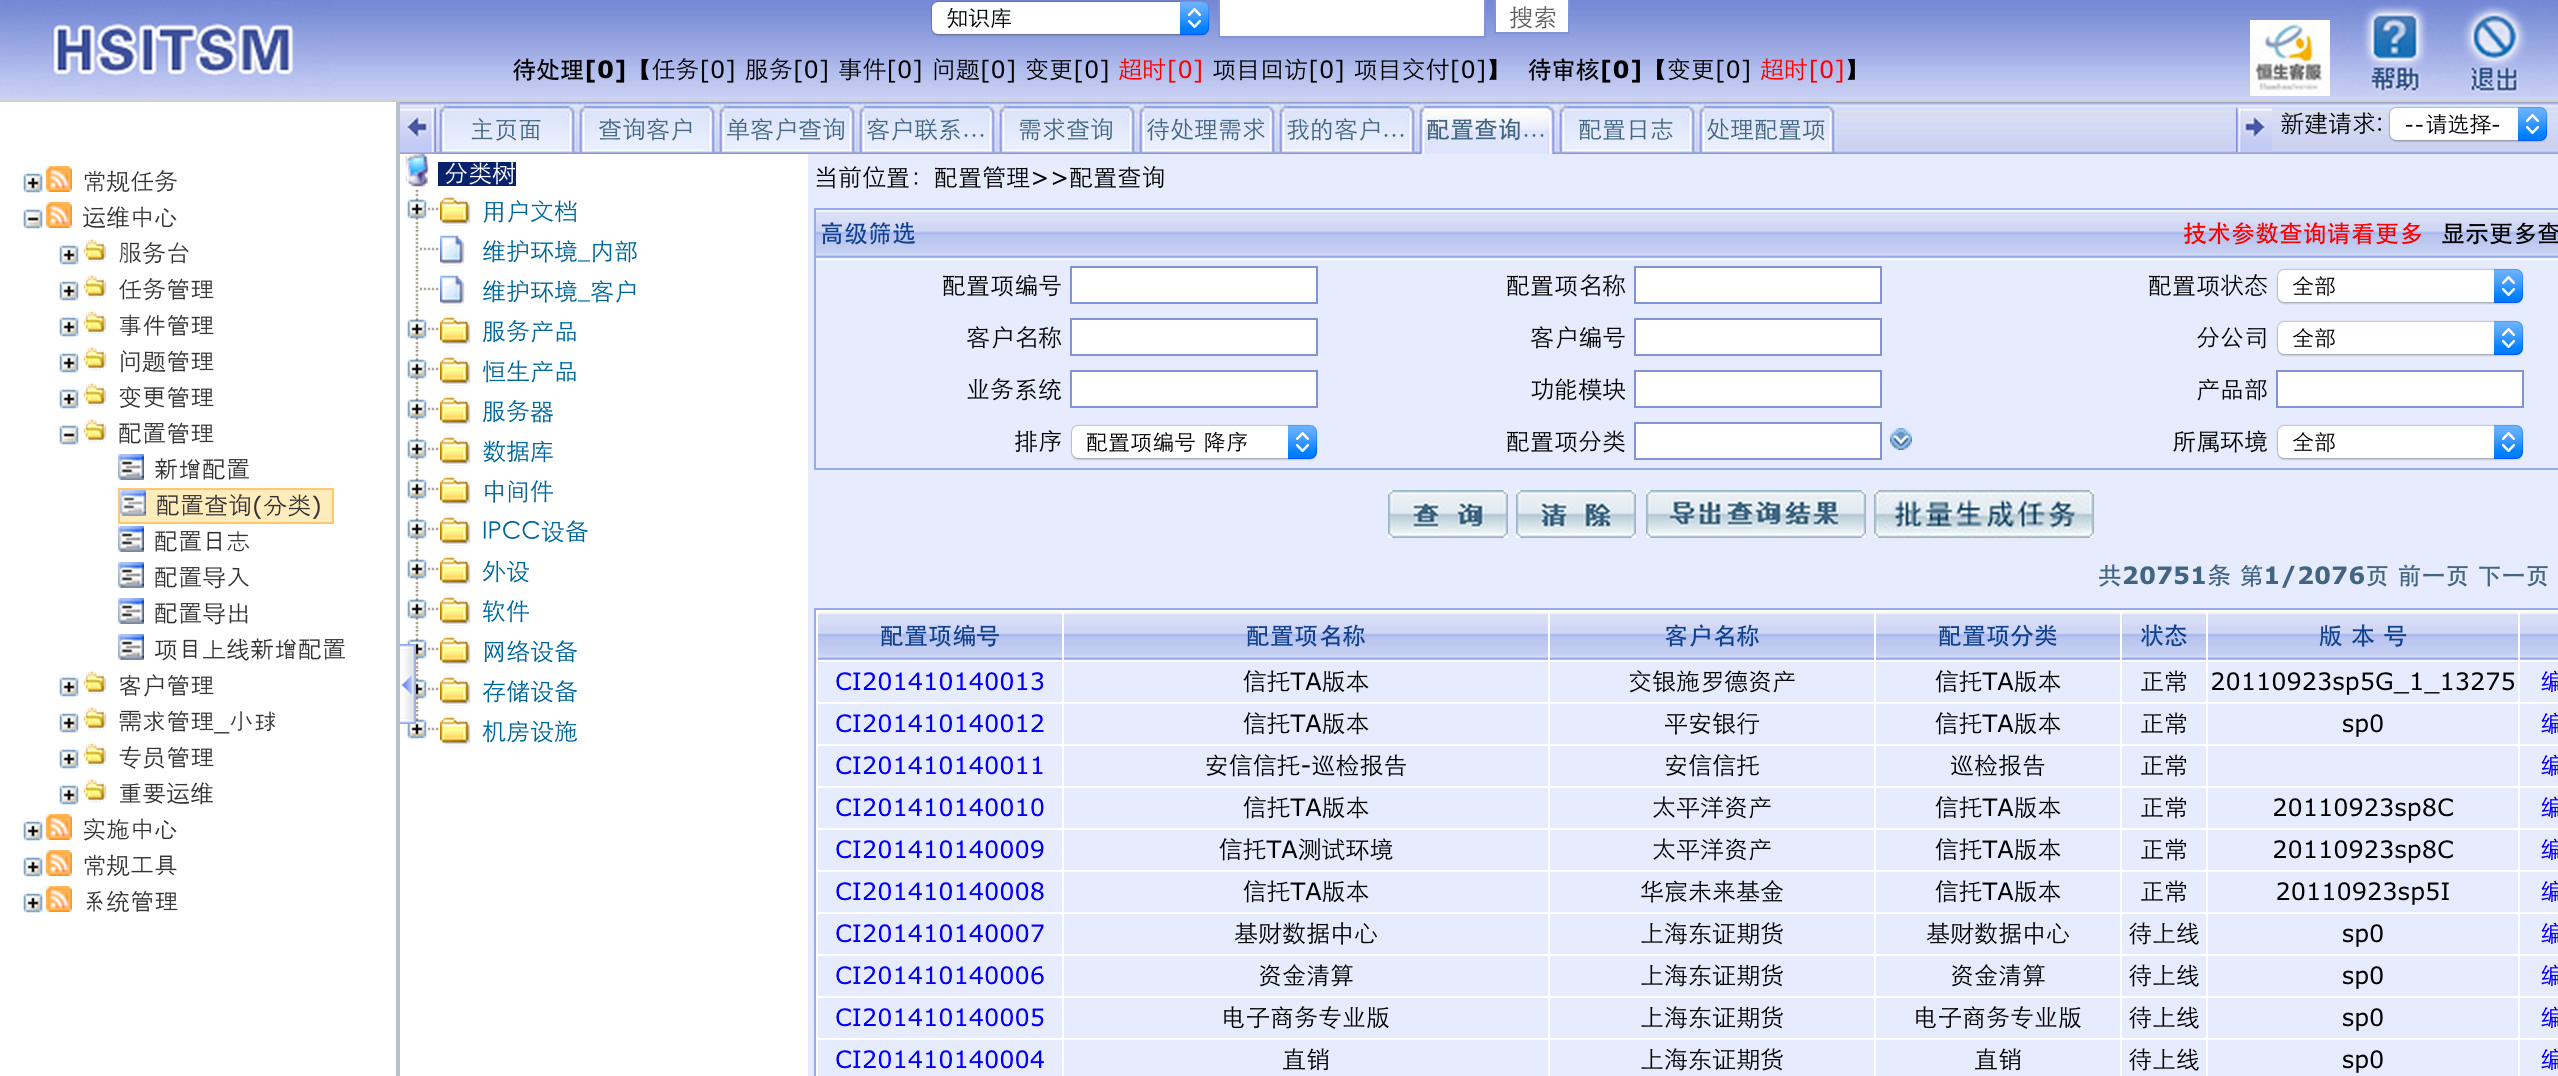 HSITSM
知识库
搜索
待处理[0]【任务[0] 服务[0] 事件[0] 问题[0] 变更[0] 超时[0] 项目回访[0] 项目交付[0]】 待审核[0]【变更[0] 超时[0]】
恒生客服
帮助
退出
主页面
查询客户
单客户查询
客户联系...
需求查询
待处理需求
我的客户...
配置查询...
配置日志
处理配置项
新建请求:
--请选择-
常规任务
运维中心
服务台
任务管理
事件管理
问题管理
变更管理
配置管理
新增配置
配置查询(分类)
配置日志
配置导入
配置导出
项目上线新增配置
客户管理
需求管理_小球
专员管理
重要运维
实施中心
常规工具
系统管理
分类树
用户文档
维护环境_内部
维护环境_客户
服务产品
恒生产品
服务器
数据库
中间件
IPCC设备
外设
软件
网络设备
存储设备
机房设施
当前位置：配置管理>>配置查询
高级筛选
技术参数查询请看更多 显示更多查
配置项编号
配置项名称
配置项状态 全部
客户名称
客户编号
分公司 全部
业务系统
功能模块
产品部
排序 配置项编号 降序
配置项分类
所属环境 全部
查 询
清 除
导出查询结果
批量生成任务
共20751条 第1/2076页 前一页 下一页
配置项编号 配置项名称 客户名称 配置项分类 状态 版 本 号
CI201410140013 信托TA版本 交银施罗德资产 信托TA版本 正常 20110923sp5G_1_13275 编
CI201410140012 信托TA版本 平安银行 信托TA版本 正常 sp0 编
CI201410140011 安信信托-巡检报告 安信信托 巡检报告 正常 编
CI201410140010 信托TA版本 太平洋资产 信托TA版本 正常 20110923sp8C 编
CI201410140009 信托TA测试环境 太平洋资产 信托TA版本 正常 20110923sp8C 编
CI201410140008 信托TA版本 华宸未来基金 信托TA版本 正常 20110923sp5I 编
CI201410140007 基财数据中心 上海东证期货 基财数据中心 待上线 sp0 编
CI201410140006 资金清算 上海东证期货 资金清算 待上线 sp0 编
CI201410140005 电子商务专业版 上海东证期货 电子商务专业版 待上线 sp0 编
CI201410140004 直销 上海东证期货 直销 待上线 sp0 编